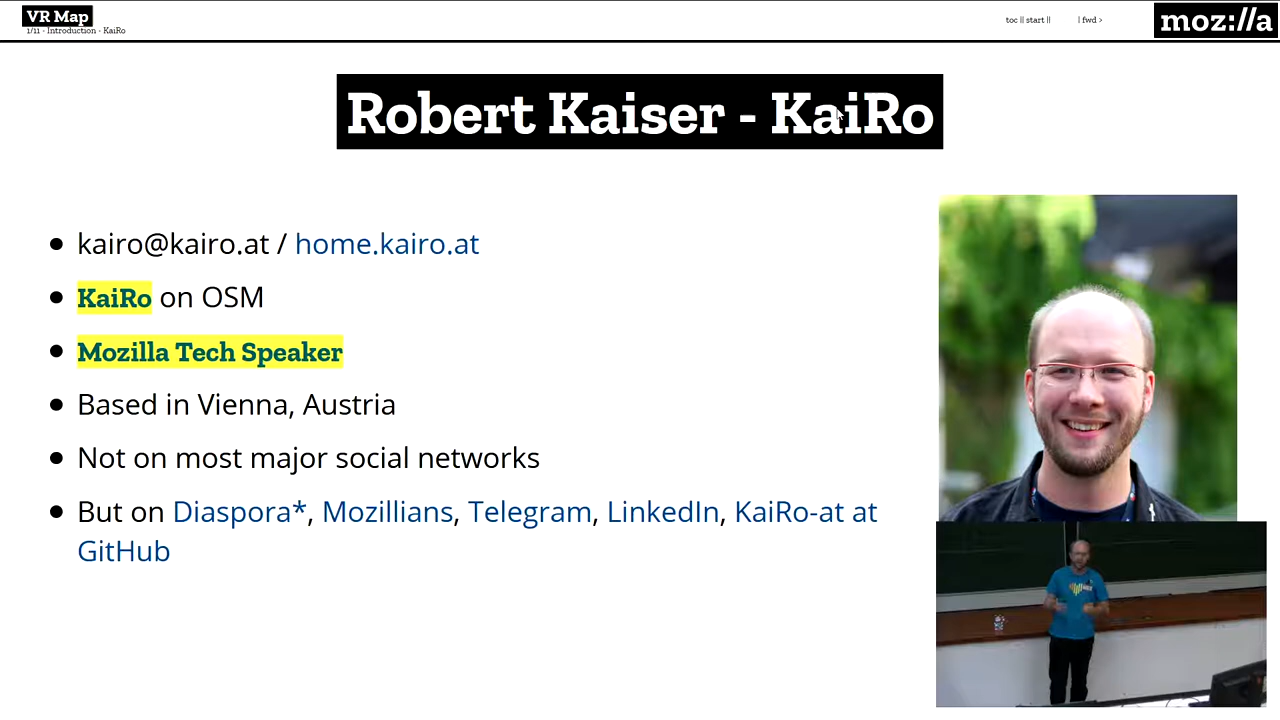 VR Map
1/11 - Introduction - KaiRo
toc || start || | fwd >
moz://a
Robert Kaiser - KaiRo
kairo@kairo.at / home.kairo.at
KaiRo on OSM
Mozilla Tech Speaker
Based in Vienna, Austria
Not on most major social networks
But on Diaspora*, Mozillians, Telegram, LinkedIn, KaiRo-at at
GitHub